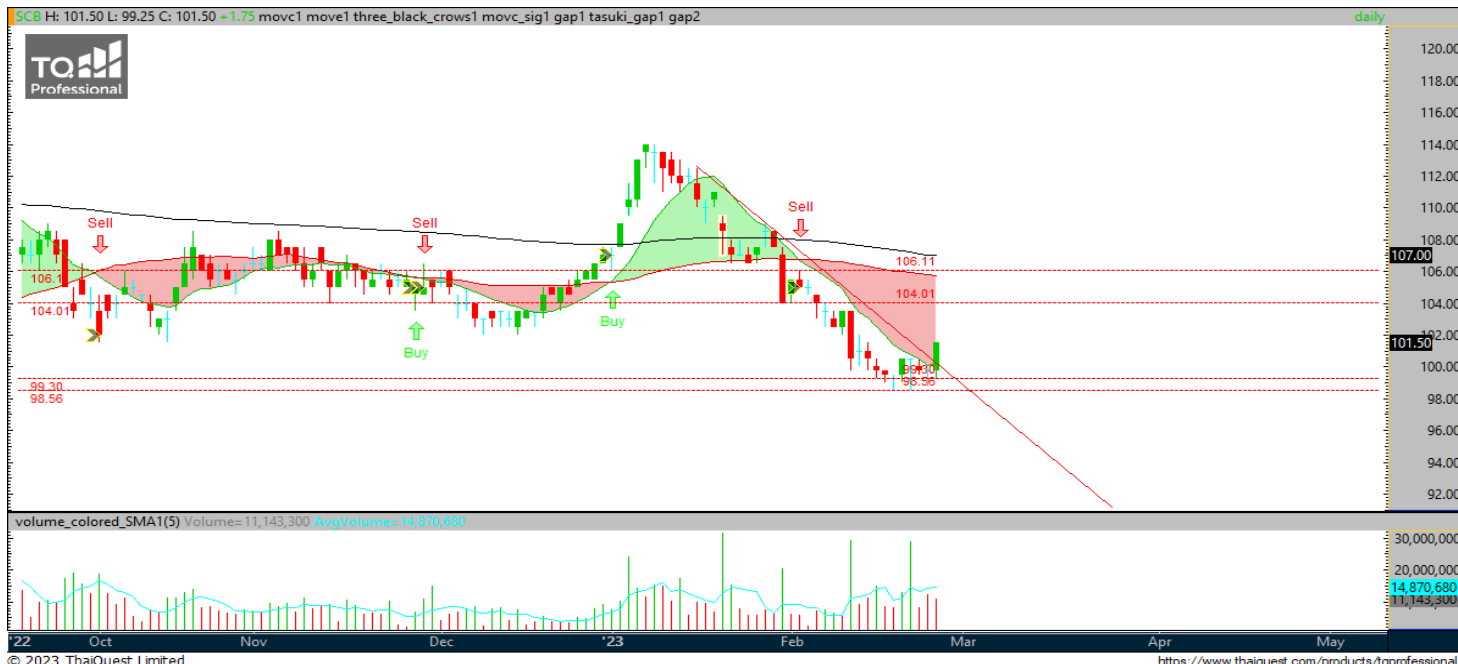 SCB H: 101.50 L: 99.25 C: 101.50 +1.75 movc1 move1 three_black_crows1 movc_sig1 gap1 tasuki_gap1 gap2 daily
TQ
Professional
120.00
118.00
116.00
114.00
112.00
110.00
108.00
107.00
106.00
104.00
102.00
101.50
100.00
98.00
96.00
94.00
92.00
Sell
Sell
Sell
Buy
Buy
106.11
106.11
104.01
104.01
99.30
99.30
98.56
98.56
volume_colored_SMA1(5) Volume=11,143,300 AvgVolume=14,870,680
30,000,000
20,000,000
14,870,680
11,143,300
'22 Oct Nov Dec '23 Feb Mar Apr May
© 2023 ThaiQuest Limited https://www.thaiquest.com/products/tqprofessional